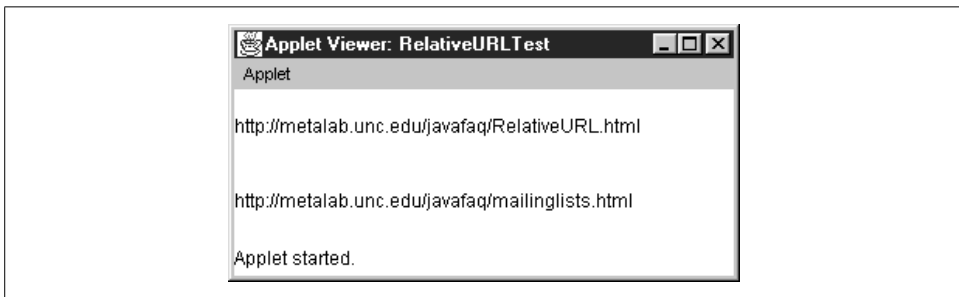 Applet Viewer: RelativeURLTest
Applet
http://metalab.unc.edu/javafaq/RelativeURL.html
http://metalab.unc.edu/javafaq/mailinglists.html
Applet started.